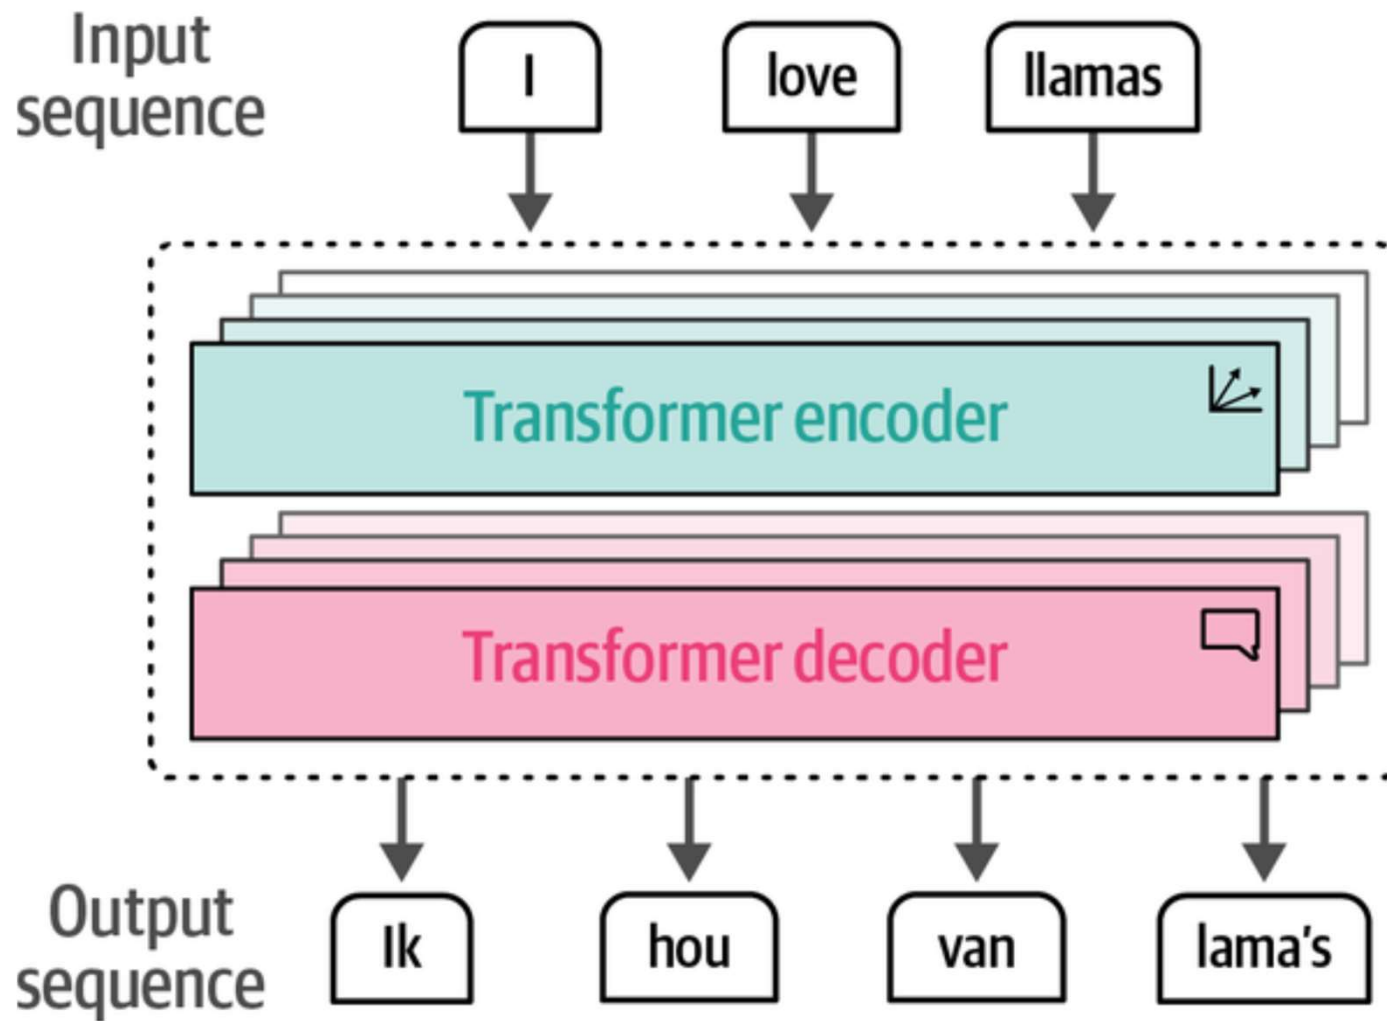 Input
sequence
I love llamas
Transformer encoder
Transformer decoder
Output
sequence
Ik hou van lama's